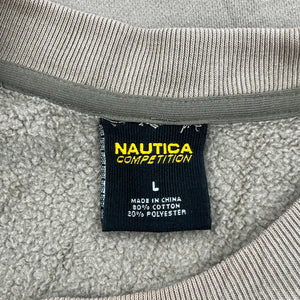 NAUTICA
COMPETITION
L
MADE IN CHINA
80% COTTON
20% POLYESTER